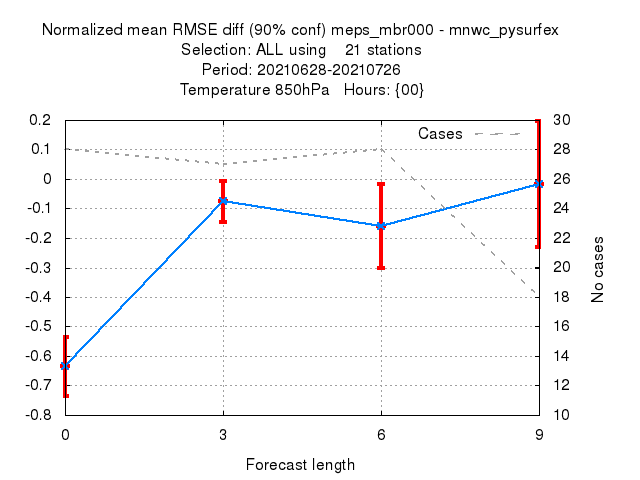 Normalized mean RMSE diff (90% conf) meps_mbr000 - mnwc_pysurfex
Selection: ALL using 21 stations
Period: 20210628-20210726
Temperature 850hPa Hours: {00}
Cases
0.2
0.1
0
-0.1
-0.2
-0.3
-0.4
-0.5
-0.6
-0.7
-0.8
30
28
26
24
22
20
18
16
14
12
10
No cases
0 3 6 9
Forecast length